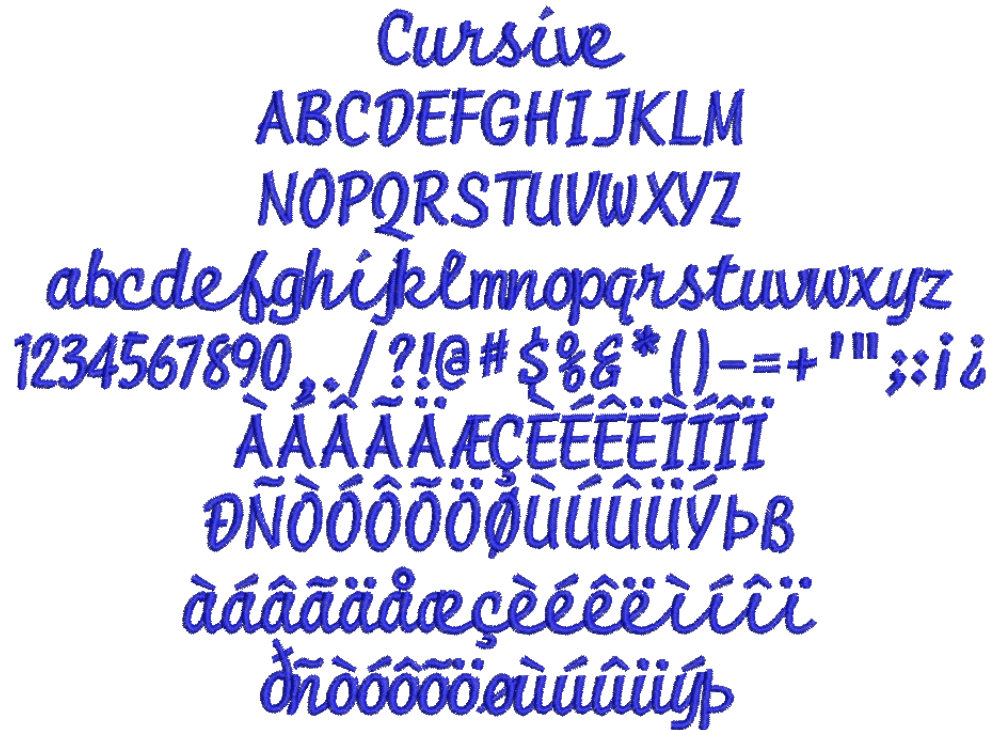 Cursive
ABCDEFGHIJKLM
NOPQRSTUVWXYZ
abcdefghijklmnopqrstuvwxyz
1234567890,./?!@#$%&*()-=+'";:¡¿
ÀÁÂÃÄÆÇÈÉÊËÌÍÎÏ
ÐÑÒÓÔÕÖØÙÚÛÜÝÞß
àáâãäåæçèéêëìíîï
ðñòóôõöøùúûüýþ